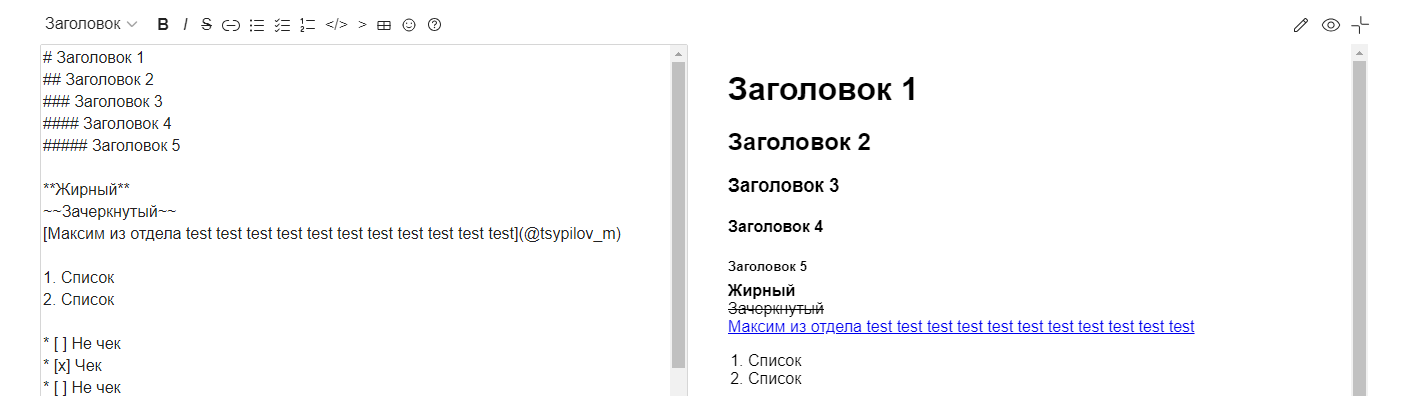 Заголовок B I S </> >
# Заголовок 1
## Заголовок 2
### Заголовок 3
#### Заголовок 4
##### Заголовок 5
**Жирный**
~~Зачеркнутый~~
[Максим из отдела test test test test test test test test test test test](@tsypilov_m)
1. Список
2. Список
* [ ] Не чек
* [x] Чек
* [ ] Не чек
Заголовок 1
Заголовок 2
Заголовок 3
Заголовок 4
Заголовок 5
Жирный
Зачеркнутый
Максим из отдела test test test test test test test test test test test
1. Список
2. Список